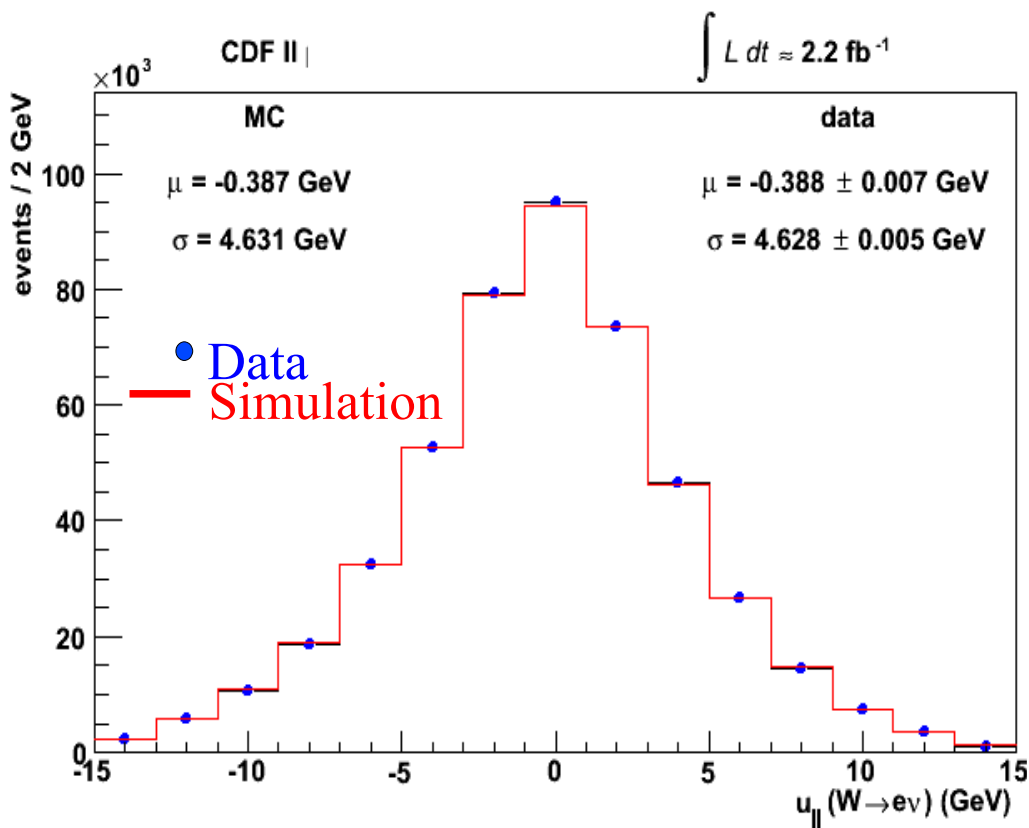 CDF II |
∫ L dt ≈ 2.2 fb⁻¹
×10³
events / 2 GeV
MC
μ = -0.387 GeV
σ = 4.631 GeV
data
μ = -0.388 ± 0.007 GeV
σ = 4.628 ± 0.005 GeV
Data
Simulation
100
80
60
40
20
0
-15 -10 -5 0 5 10 15
u||(W→eν) (GeV)